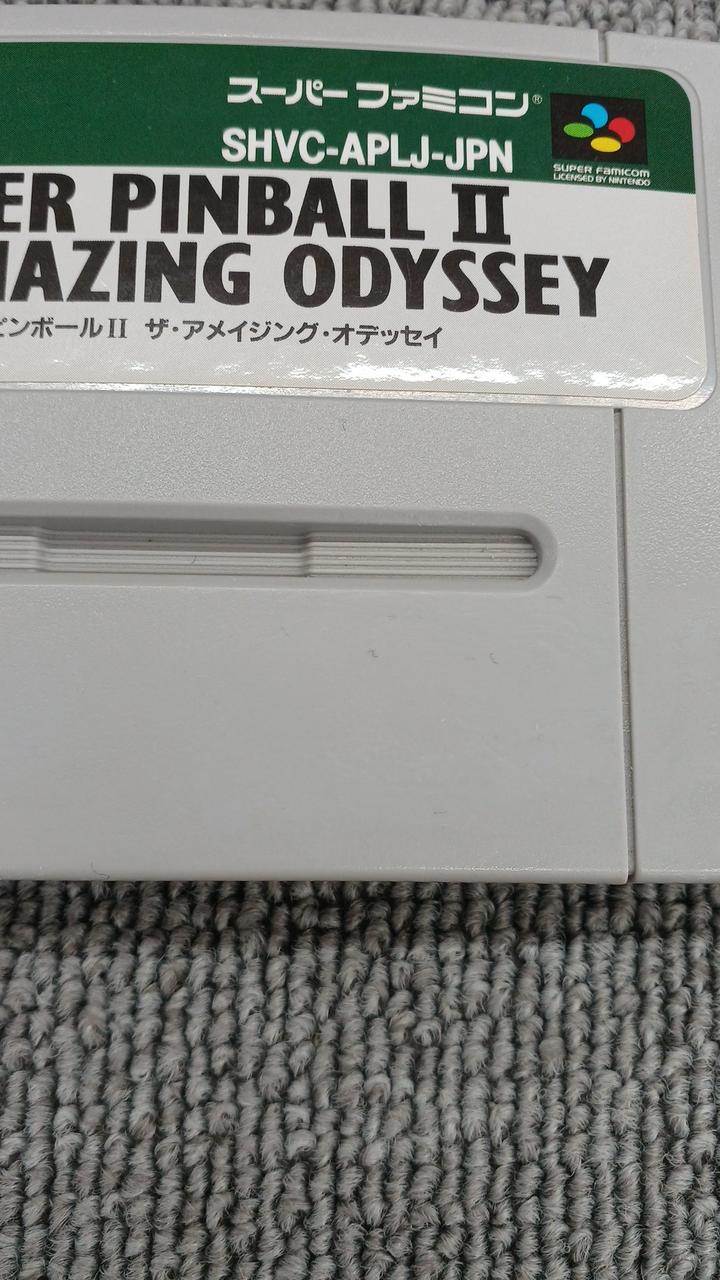 スーパーファミコン®
SHVC-APLJ-JPN
SUPER FAMICOM
LICENSED BY NINTENDO
ER PINBALL II
AZING ODYSSEY
ピンボールII ザ・アメイジング・オデッセイ